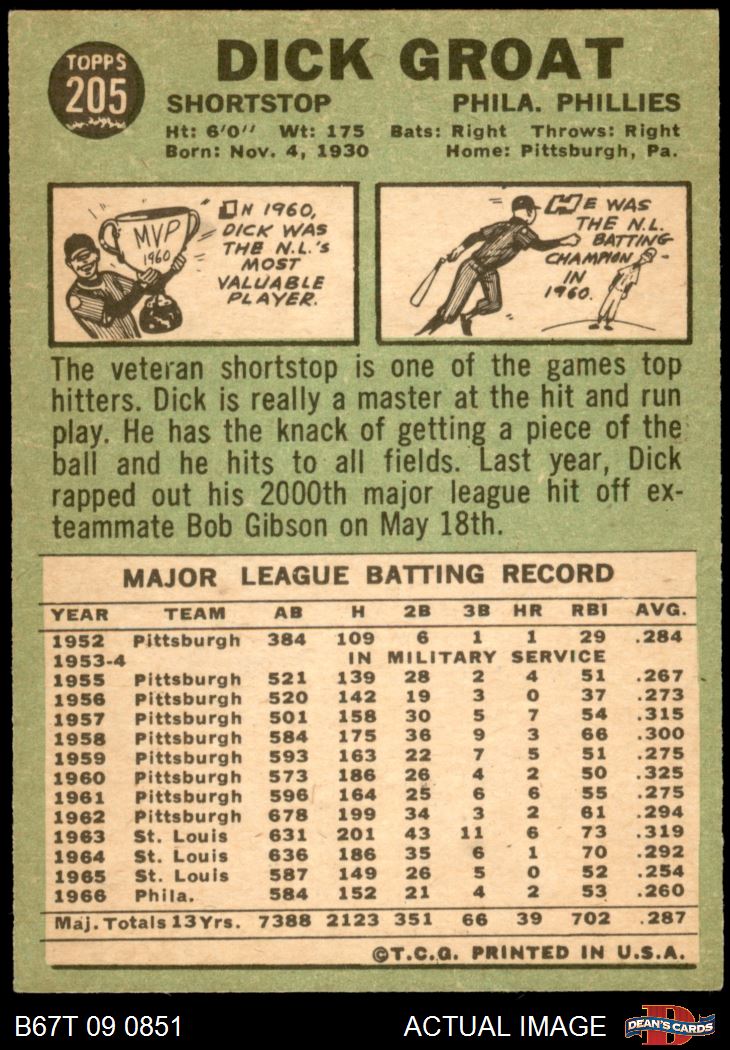 TOPPS
205
DICK GROAT
SHORTSTOP PHILA. PHILLIES
Ht: 6'0'' Wt: 175 Bats: Right Throws: Right
Born: Nov. 4, 1930 Home: Pittsburgh, Pa.
MVP
1960
IN 1960,
DICK WAS
THE N.L.'S
MOST
VALUABLE
PLAYER.
HE WAS
THE N.L.
BATTING
CHAMPION
IN
1960.
The veteran shortstop is one of the games top
hitters. Dick is really a master at the hit and run
play. He has the knack of getting a piece of the
ball and he hits to all fields. Last year, Dick
rapped out his 2000th major league hit off ex-
teammate Bob Gibson on May 18th.
MAJOR LEAGUE BATTING RECORD
YEAR TEAM AB H 2B 3B HR RBI AVG.
1952 Pittsburgh 384 109 6 1 1 29 .284
1953-4 IN MILITARY SERVICE
1955 Pittsburgh 521 139 28 2 4 51 .267
1956 Pittsburgh 520 142 19 3 0 37 .273
1957 Pittsburgh 501 158 30 5 7 54 .315
1958 Pittsburgh 584 175 36 9 3 66 .300
1959 Pittsburgh 593 163 22 7 5 51 .275
1960 Pittsburgh 573 186 26 4 2 50 .325
1961 Pittsburgh 596 164 25 6 6 55 .275
1962 Pittsburgh 678 199 34 3 2 61 .294
1963 St. Louis 631 201 43 11 6 73 .319
1964 St. Louis 636 186 35 6 1 70 .292
1965 St. Louis 587 149 26 5 0 52 .254
1966 Phila. 584 152 21 4 2 53 .260
Maj. Totals 13 Yrs. 7388 2123 351 66 39 702 .287
©T.C.G. PRINTED IN U.S.A.
B67T 09 0851 ACTUAL IMAGE
D
DEAN'S CARDS